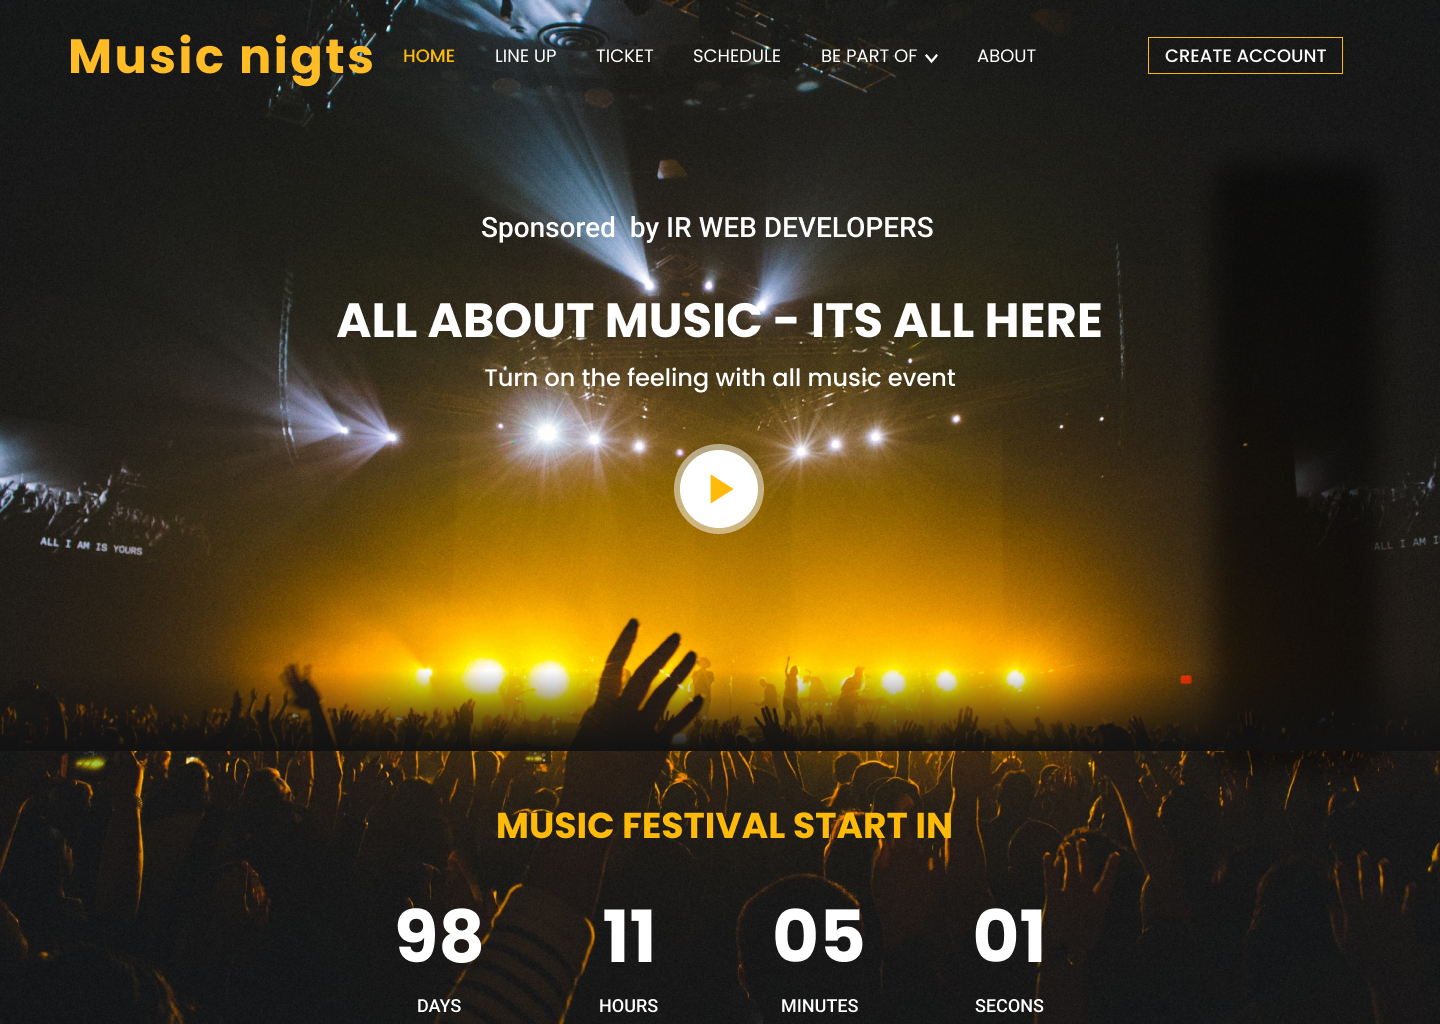 Music nigts HOME LINE UP TICKET SCHEDULE BE PART OF ABOUT CREATE ACCOUNT
Sponsored by IR WEB DEVELOPERS
ALL ABOUT MUSIC - ITS ALL HERE
Turn on the feeling with all music event
ALL I AM IS YOURS
ALL I AM I
MUSIC FESTIVAL START IN
98 11 05 01
DAYS HOURS MINUTES SECONS